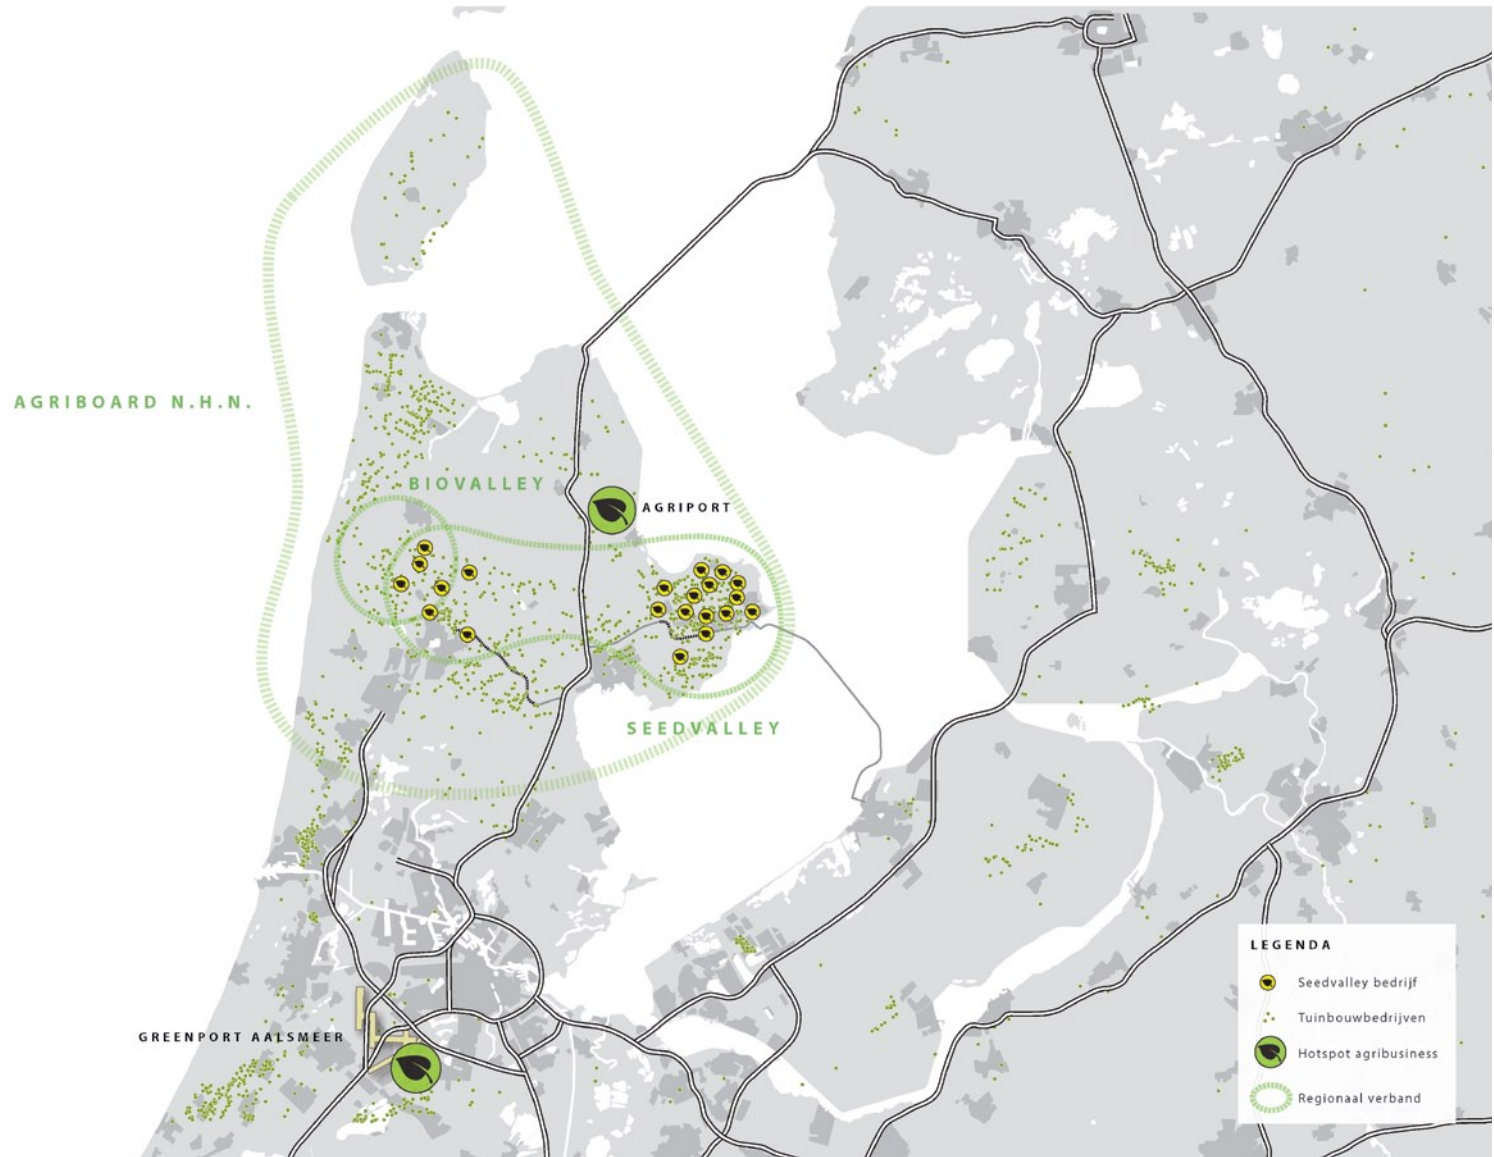 AGRIBOARD N.H.N.
BIOVALLEY
AGRIPORT
SEEDVALLEY
GREENPORT AALSMEER
LEGENDA
Seedvalley bedrijf
Tuinbouwbedrijven
Hotspot agribusiness
Regionaal verband